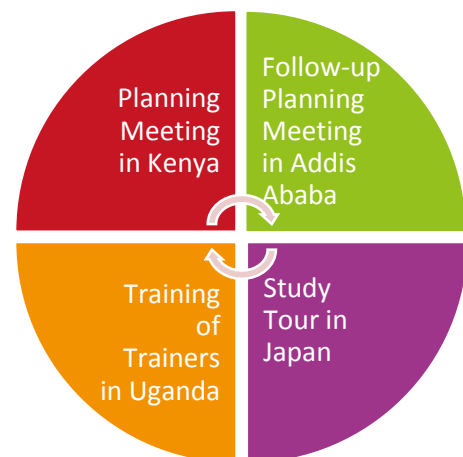 Planning
Meeting
in Kenya
Follow-up
Planning
Meeting
in Addis
Ababa
Study
Tour in
Japan
Training
of
Trainers
in Uganda